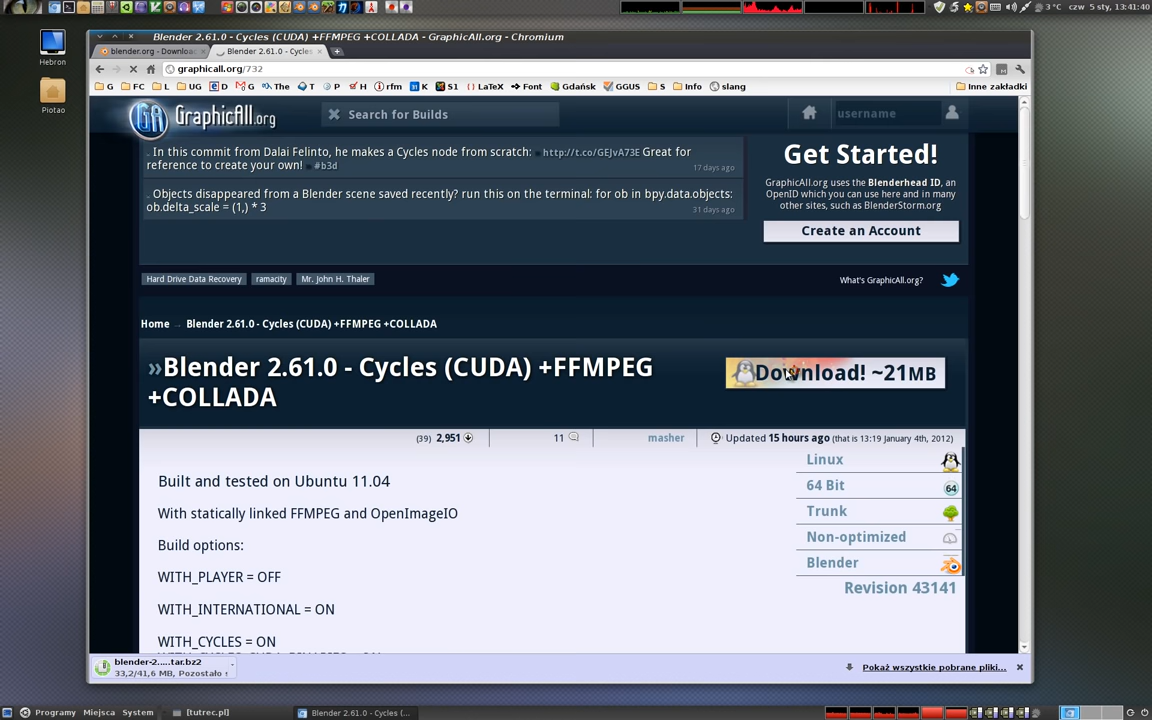 3 °C czw 5 sty, 13:41:40
Hebron
Piotao
Blender 2.61.0 - Cycles (CUDA) +FFMPEG +COLLADA - GraphicAll.org - Chromium
blender.org - Downloa
Blender 2.61.0 - Cycles
graphicall.org/732
G FC L UG D G The T P H rfm K S1 LaTeX Font Gdańsk GGUS S Info slang Inne zakładki
GA GraphicAll.org
Search for Builds
username
In this commit from Dalai Felinto, he makes a Cycles node from scratch: http://t.co/GEJvA73E Great for
reference to create your own! #b3d
17 days ago
Objects disappeared from a Blender scene saved recently? run this on the terminal: for ob in bpy.data.objects:
ob.delta_scale = (1,) * 3
31 days ago
Get Started!
GraphicAll.org uses the Blenderhead ID, an
OpenID which you can use here and in many
other sites, such as BlenderStorm.org
Create an Account
Hard Drive Data Recovery ramacity Mr. John H. Thaler
What's GraphicAll.org?
Home → Blender 2.61.0 - Cycles (CUDA) +FFMPEG +COLLADA
»Blender 2.61.0 - Cycles (CUDA) +FFMPEG
+COLLADA
Download! ~21MB
(39) 2,951 11 masher Updated 15 hours ago (that is 13:19 January 4th, 2012)
Built and tested on Ubuntu 11.04
With statically linked FFMPEG and OpenImageIO
Build options:
WITH_PLAYER = OFF
WITH_INTERNATIONAL = ON
WITH_CYCLES = ON
Linux
64 Bit 64
Trunk
Non-optimized
Blender
Revision 43141
blender-2....tar.bz2
33,2/41,6 MB, Pozostało
Pokaż wszystkie pobrane pliki...
Programy Miejsca System [tutrec.pl] Blender 2.61.0 - Cycles (...